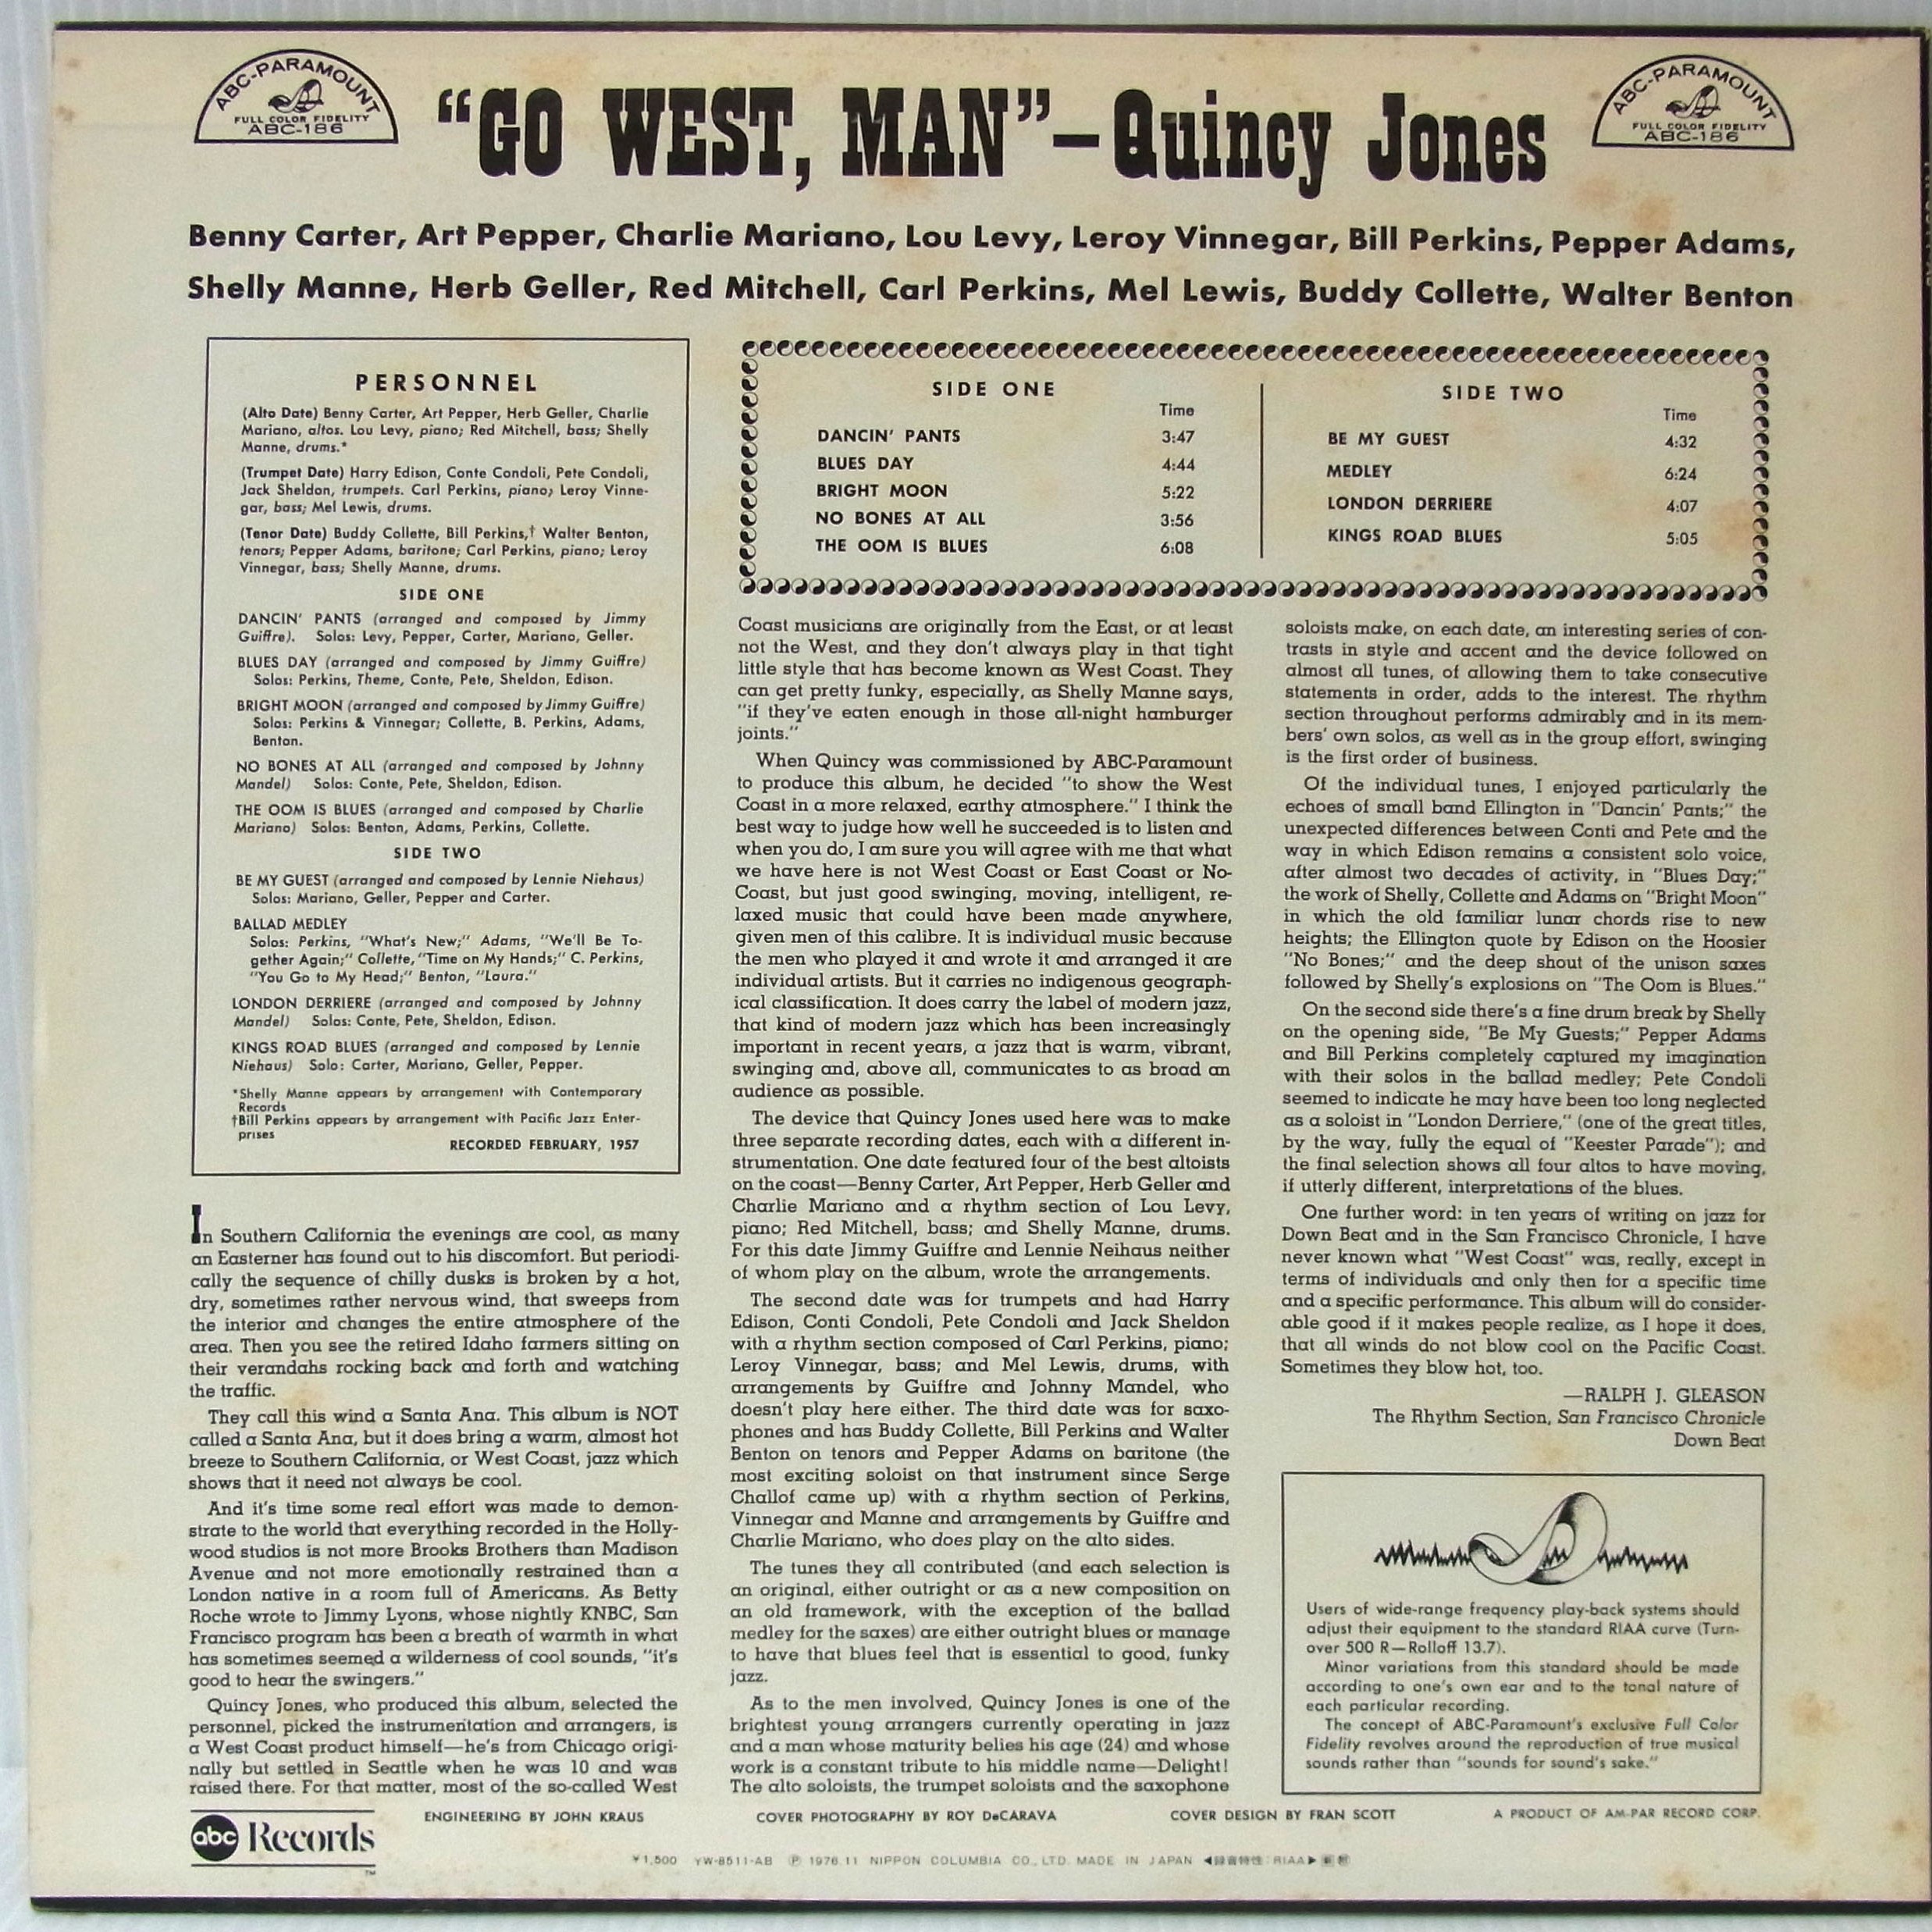 ABC-PARAMOUNT
FULL COLOR FIDELITY
ABC-186
“GO WEST, MAN”—Quincy Jones
ABC-PARAMOUNT
FULL COLOR FIDELITY
ABC-186
Benny Carter, Art Pepper, Charlie Mariano, Lou Levy, Leroy Vinnegar, Bill Perkins, Pepper Adams,
Shelly Manne, Herb Geller, Red Mitchell, Carl Perkins, Mel Lewis, Buddy Collette, Walter Benton
PERSONNEL
(Alto Date) Benny Carter, Art Pepper, Herb Geller, Charlie
Mariano, altos. Lou Levy, piano; Red Mitchell, bass; Shelly
Manne, drums.*
(Trumpet Date) Harry Edison, Conte Condoli, Pete Condoli,
Jack Sheldon, trumpets. Carl Perkins, piano; Leroy Vinne-
gar, bass; Mel Lewis, drums.
(Tenor Date) Buddy Collette, Bill Perkins,† Walter Benton,
tenors; Pepper Adams, baritone; Carl Perkins, piano; Leroy
Vinnegar, bass; Shelly Manne, drums.
SIDE ONE
DANCIN' PANTS (arranged and composed by Jimmy
Guiffre). Solos: Levy, Pepper, Carter, Mariano, Geller.
BLUES DAY (arranged and composed by Jimmy Guiffre)
Solos: Perkins, Theme, Conte, Pete, Sheldon, Edison.
BRIGHT MOON (arranged and composed by Jimmy Guiffre)
Solos: Perkins & Vinnegar; Collette, B. Perkins, Adams,
Benton.
NO BONES AT ALL (arranged and composed by Johnny
Mandel) Solos: Conte, Pete, Sheldon, Edison.
THE OOM IS BLUES (arranged and composed by Charlie
Mariano) Solos: Benton, Adams, Perkins, Collette.
SIDE TWO
BE MY GUEST (arranged and composed by Lennie Niehaus)
Solos: Mariano, Geller, Pepper and Carter.
BALLAD MEDLEY
Solos: Perkins, "What's New;" Adams, "We'll Be To-
gether Again;" Collette, "Time on My Hands;" C. Perkins,
"You Go to My Head;" Benton, "Laura."
LONDON DERRIERE (arranged and composed by Johnny
Mandel) Solos: Conte, Pete, Sheldon, Edison.
KINGS ROAD BLUES (arranged and composed by Lennie
Niehaus) Solo: Carter, Mariano, Geller, Pepper.
*Shelly Manne appears by arrangement with Contemporary
Records
†Bill Perkins appears by arrangement with Pacific Jazz Enter-
prises
RECORDED FEBRUARY, 1957
SIDE ONE
Time
DANCIN' PANTS 3:47
BLUES DAY 4:44
BRIGHT MOON 5:22
NO BONES AT ALL 3:56
THE OOM IS BLUES 6:08
SIDE TWO
Time
BE MY GUEST 4:32
MEDLEY 6:24
LONDON DERRIERE 4:07
KINGS ROAD BLUES 5:05
In Southern California the evenings are cool, as many
an Easterner has found out to his discomfort. But periodi-
cally the sequence of chilly dusks is broken by a hot,
dry, sometimes rather nervous wind, that sweeps from
the interior and changes the entire atmosphere of the
area. Then you see the retired Idaho farmers sitting on
their verandahs rocking back and forth and watching
the traffic.
They call this wind a Santa Ana. This album is NOT
called a Santa Ana, but it does bring a warm, almost hot
breeze to Southern California, or West Coast, jazz which
shows that it need not always be cool.
And it's time some real effort was made to demon-
strate to the world that everything recorded in the Holly-
wood studios is not more Brooks Brothers than Madison
Avenue and not more emotionally restrained than a
London native in a room full of Americans. As Betty
Roche wrote to Jimmy Lyons, whose nightly KNBC, San
Francisco program has been a breath of warmth in what
has sometimes seemed a wilderness of cool sounds, "it's
good to hear the swingers."
Quincy Jones, who produced this album, selected the
personnel, picked the instrumentation and arrangers, is
a West Coast product himself—he's from Chicago origi-
nally but settled in Seattle when he was 10 and was
raised there. For that matter, most of the so-called West
Coast musicians are originally from the East, or at least
not the West, and they don't always play in that tight
little style that has become known as West Coast. They
can get pretty funky, especially, as Shelly Manne says,
"if they've eaten enough in those all-night hamburger
joints."
When Quincy was commissioned by ABC-Paramount
to produce this album, he decided "to show the West
Coast in a more relaxed, earthy atmosphere." I think the
best way to judge how well he succeeded is to listen and
when you do, I am sure you will agree with me that what
we have here is not West Coast or East Coast or No-
Coast, but just good swinging, moving, intelligent, re-
laxed music that could have been made anywhere,
given men of this calibre. It is individual music because
the men who played it and wrote it and arranged it are
individual artists. But it carries no indigenous geograph-
ical classification. It does carry the label of modern jazz,
that kind of modern jazz which has been increasingly
important in recent years, a jazz that is warm, vibrant,
swinging and, above all, communicates to as broad an
audience as possible.
The device that Quincy Jones used here was to make
three separate recording dates, each with a different in-
strumentation. One date featured four of the best altoists
on the coast—Benny Carter, Art Pepper, Herb Geller and
Charlie Mariano and a rhythm section of Lou Levy,
piano; Red Mitchell, bass; and Shelly Manne, drums.
For this date Jimmy Guiffre and Lennie Neihaus neither
of whom play on the album, wrote the arrangements.
The second date was for trumpets and had Harry
Edison, Conti Condoli, Pete Condoli and Jack Sheldon
with a rhythm section composed of Carl Perkins, piano;
Leroy Vinnegar, bass; and Mel Lewis, drums, with
arrangements by Guiffre and Johnny Mandel, who
doesn't play here either. The third date was for saxo-
phones and has Buddy Collette, Bill Perkins and Walter
Benton on tenors and Pepper Adams on baritone (the
most exciting soloist on that instrument since Serge
Challof came up) with a rhythm section of Perkins,
Vinnegar and Manne and arrangements by Guiffre and
Charlie Mariano, who does play on the alto sides.
The tunes they all contributed (and each selection is
an original, either outright or as a new composition on
an old framework, with the exception of the ballad
medley for the saxes) are either outright blues or manage
to have that blues feel that is essential to good, funky
jazz.
As to the men involved, Quincy Jones is one of the
brightest young arrangers currently operating in jazz
and a man whose maturity belies his age (24) and whose
work is a constant tribute to his middle name—Delight!
The alto soloists, the trumpet soloists and the saxophone
soloists make, on each date, an interesting series of con-
trasts in style and accent and the device followed on
almost all tunes, of allowing them to take consecutive
statements in order, adds to the interest. The rhythm
section throughout performs admirably and in its mem-
bers' own solos, as well as in the group effort, swinging
is the first order of business.
Of the individual tunes, I enjoyed particularly the
echoes of small band Ellington in "Dancin' Pants;" the
unexpected differences between Conti and Pete and the
way in which Edison remains a consistent solo voice,
after almost two decades of activity, in "Blues Day;"
the work of Shelly, Collette and Adams on "Bright Moon"
in which the old familiar lunar chords rise to new
heights; the Ellington quote by Edison on the Hoosier
"No Bones;" and the deep shout of the unison saxes
followed by Shelly's explosions on "The Oom is Blues."
On the second side there's a fine drum break by Shelly
on the opening side, "Be My Guests;" Pepper Adams
and Bill Perkins completely captured my imagination
with their solos in the ballad medley; Pete Condoli
seemed to indicate he may have been too long neglected
as a soloist in "London Derriere," (one of the great titles,
by the way, fully the equal of "Keester Parade"); and
the final selection shows all four altos to have moving,
if utterly different, interpretations of the blues.
One further word: in ten years of writing on jazz for
Down Beat and in the San Francisco Chronicle, I have
never known what "West Coast" was, really, except in
terms of individuals and only then for a specific time
and a specific performance. This album will do consider-
able good if it makes people realize, as I hope it does,
that all winds do not blow cool on the Pacific Coast.
Sometimes they blow hot, too.
—RALPH J. GLEASON
The Rhythm Section, San Francisco Chronicle
Down Beat
Users of wide-range frequency play-back systems should
adjust their equipment to the standard RIAA curve (Turn-
over 500 R—Rolloff 13.7).
Minor variations from this standard should be made
according to one's own ear and to the tonal nature of
each particular recording.
The concept of ABC-Paramount's exclusive Full Color
Fidelity revolves around the reproduction of true musical
sounds rather than "sounds for sound's sake."
abc Records
TM
ENGINEERING BY JOHN KRAUS
COVER PHOTOGRAPHY BY ROY DeCARAVA
COVER DESIGN BY FRAN SCOTT
A PRODUCT OF AM-PAR RECORD CORP.
¥1,500 YW-8511-AB Ⓟ 1976.11 NIPPON COLUMBIA CO., LTD. MADE IN JAPAN ◀録音特性:RIAA▶